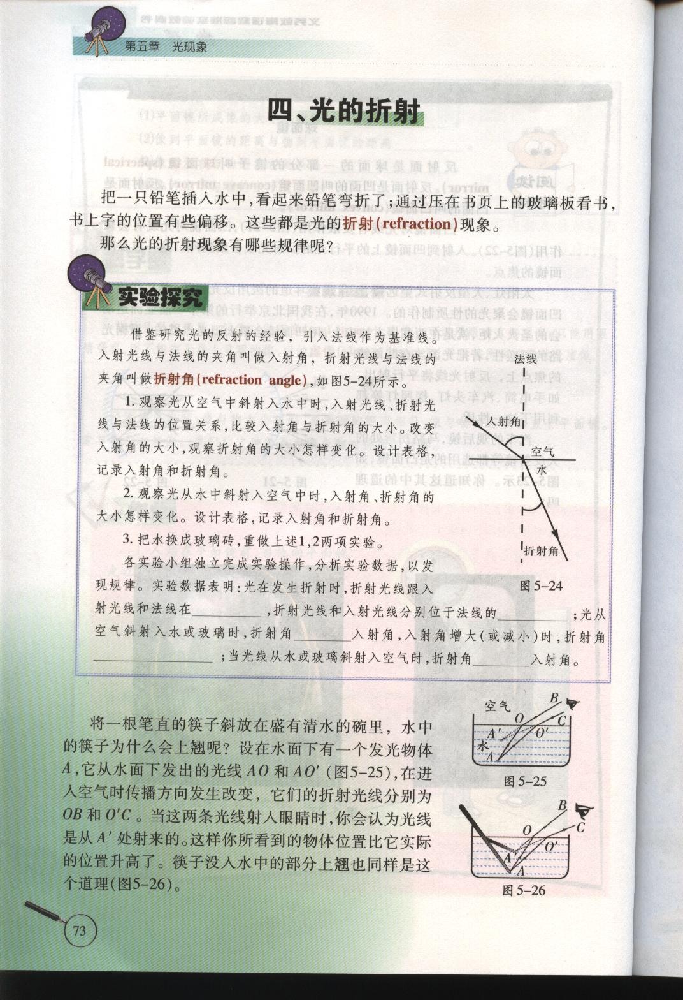 第五章 光现象
四、光的折射
把一只铅笔插入水中,看起来铅笔弯折了;通过压在书页上的玻璃板看书,
书上字的位置有些偏移。这些都是光的折射(refraction)现象。
那么光的折射现象有哪些规律呢?
实验探究
借鉴研究光的反射的经验，引入法线作为基准线。
入射光线与法线的夹角叫做入射角，折射光线与法线的
夹角叫做折射角(refraction angle),如图5-24所示。
1. 观察光从空气中斜射入水中时,入射光线、折射光
线与法线的位置关系,比较入射角与折射角的大小。改变
入射角的大小,观察折射角的大小怎样变化。设计表格,
记录入射角和折射角。
2. 观察光从水中斜射入空气中时,入射角、折射角的
大小怎样变化。设计表格,记录入射角和折射角。
3. 把水换成玻璃砖,重做上述1,2两项实验。
各实验小组独立完成实验操作,分析实验数据,以发
现规律。实验数据表明:光在发生折射时,折射光线跟入
射光线和法线在________,折射光线和入射光线分别位于法线的________;光从
空气斜射入水或玻璃时,折射角______入射角,入射角增大(或减小)时,折射角
____________;当光线从水或玻璃斜射入空气时,折射角______入射角。
法线
入射角
空气
水
折射角
图5-24
将一根笔直的筷子斜放在盛有清水的碗里，水中
的筷子为什么会上翘呢？设在水面下有一个发光物体
A,它从水面下发出的光线AO和AO′(图5-25),在进
入空气时传播方向发生改变，它们的折射光线分别为
OB和O′C。当这两条光线射入眼睛时,你会认为光线
是从A′处射来的。这样你所看到的物体位置比它实际
的位置升高了。筷子没入水中的部分上翘也同样是这
个道理(图5-26)。
空气
B
O
C
A′
O′
水
A
图5-25
B
O
C
O′
A′
A
图5-26
73